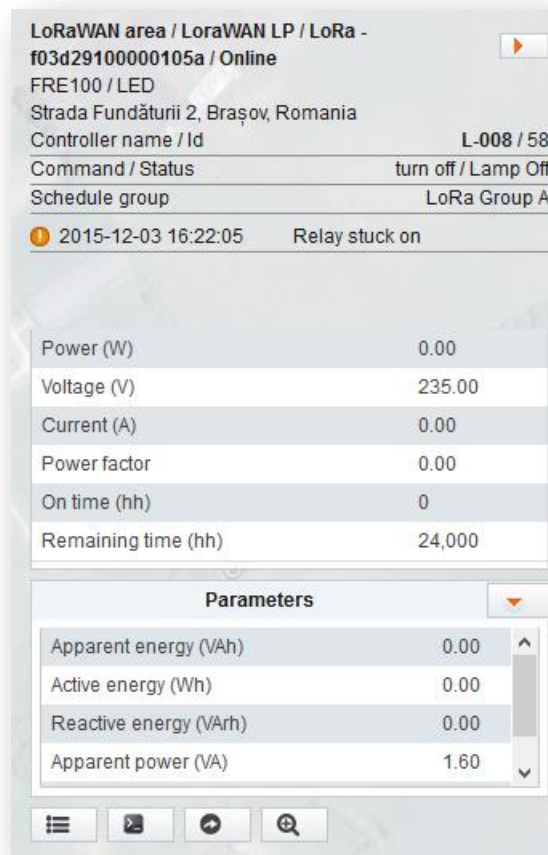 LoRaWAN area / LoraWAN LP / LoRa -
f03d29100000105a / Online
FRE100 / LED
Strada Fundăturii 2, Brașov, Romania
Controller name / Id L-008 / 58
Command / Status turn off / Lamp Off
Schedule group LoRa Group A
2015-12-03 16:22:05 Relay stuck on
Power (W) 0.00
Voltage (V) 235.00
Current (A) 0.00
Power factor 0.00
On time (hh) 0
Remaining time (hh) 24,000
Parameters
Apparent energy (VAh) 0.00
Active energy (Wh) 0.00
Reactive energy (VArh) 0.00
Apparent power (VA) 1.60